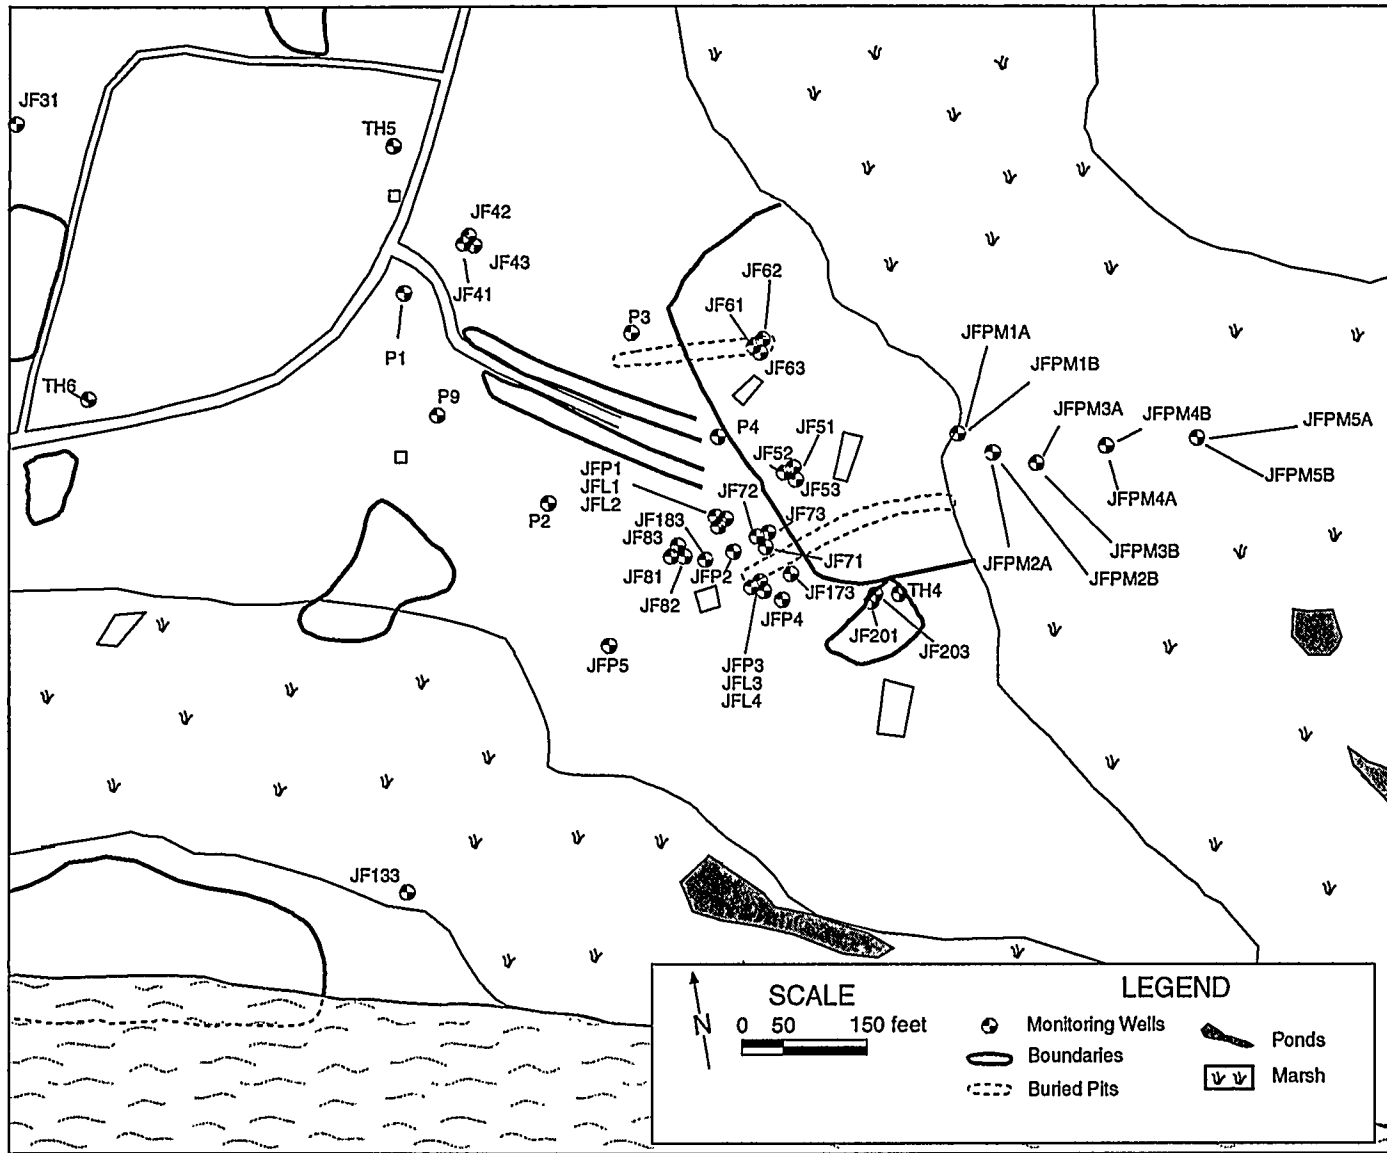 JF31
TH5
JF42
JF43
JF41
P1
TH6
P9
P3
JF62
JF61
JF63
JFPM1A
JFPM1B
JFPM3A
JFPM4B
JFPM5A
JFPM5B
JFPM4A
JFPM3B
JFPM2A
JFPM2B
P4
JF51
JF52
JF53
JFP1
JFL1
JFL2
JF72
JF73
P2
JF183
JF83
JF71
JF81
JFP2
JF82
JF173
TH4
JFP4
JF201
JF203
JFP5
JFP3
JFL3
JFL4
JF133
N
SCALE
0 50 150 feet
LEGEND
Monitoring Wells
Boundaries
Buried Pits
Ponds
Marsh